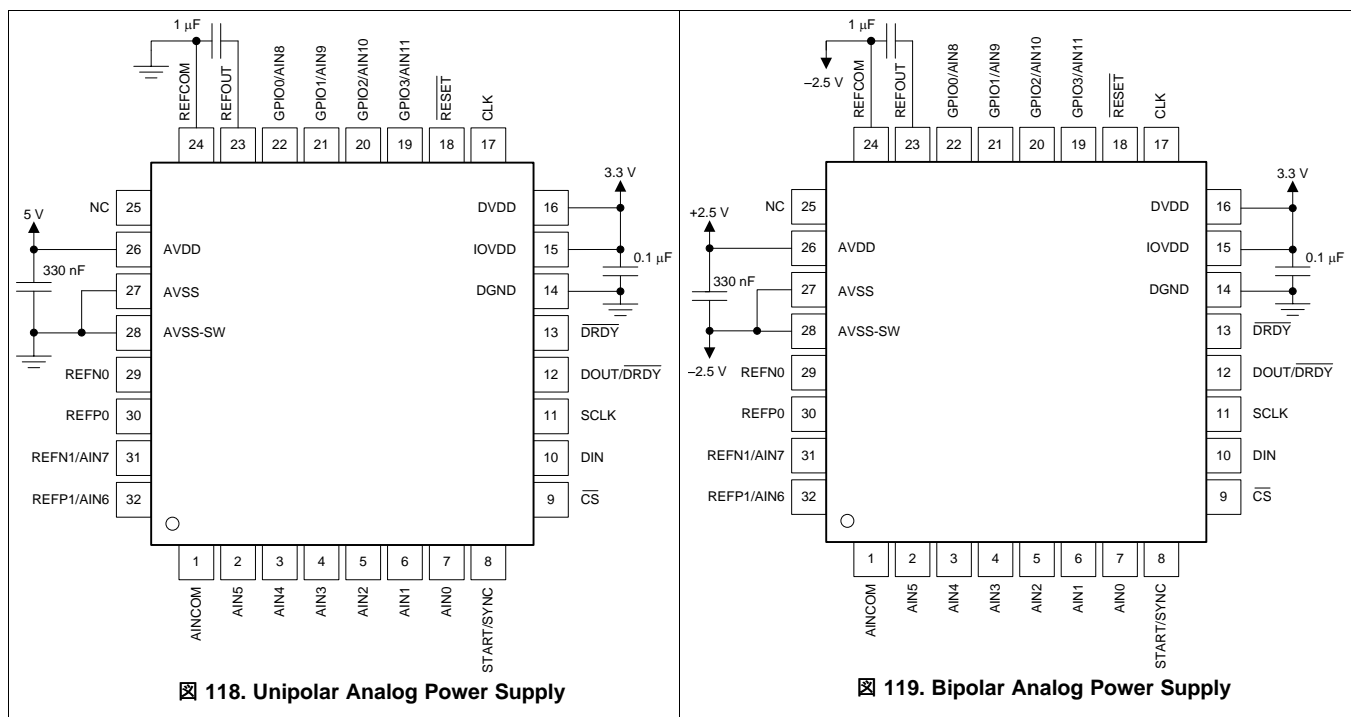 1 μF
REFCOM
REFOUT
GPIO0/AIN8
GPIO1/AIN9
GPIO2/AIN10
GPIO3/AIN11
RESET
CLK
24 23 22 21 20 19 18 17
NC 25
5 V
26 AVDD
330 nF
27 AVSS
28 AVSS-SW
REFN0 29
REFP0 30
REFN1/AIN7 31
REFP1/AIN6 32
3.3 V
DVDD 16
IOVDD 15
0.1 μF
DGND 14
13 DRDY
12 DOUT/DRDY
11 SCLK
10 DIN
9 CS
1 2 3 4 5 6 7 8
AINCOM
AIN5
AIN4
AIN3
AIN2
AIN1
AIN0
START/SYNC
図 118. Unipolar Analog Power Supply
1 μF
–2.5 V
REFCOM
REFOUT
GPIO0/AIN8
GPIO1/AIN9
GPIO2/AIN10
GPIO3/AIN11
RESET
CLK
24 23 22 21 20 19 18 17
NC 25
+2.5 V
26 AVDD
330 nF
27 AVSS
28 AVSS-SW
–2.5 V
REFN0 29
REFP0 30
REFN1/AIN7 31
REFP1/AIN6 32
3.3 V
DVDD 16
IOVDD 15
0.1 μF
DGND 14
13 DRDY
12 DOUT/DRDY
11 SCLK
10 DIN
9 CS
1 2 3 4 5 6 7 8
AINCOM
AIN5
AIN4
AIN3
AIN2
AIN1
AIN0
START/SYNC
図 119. Bipolar Analog Power Supply